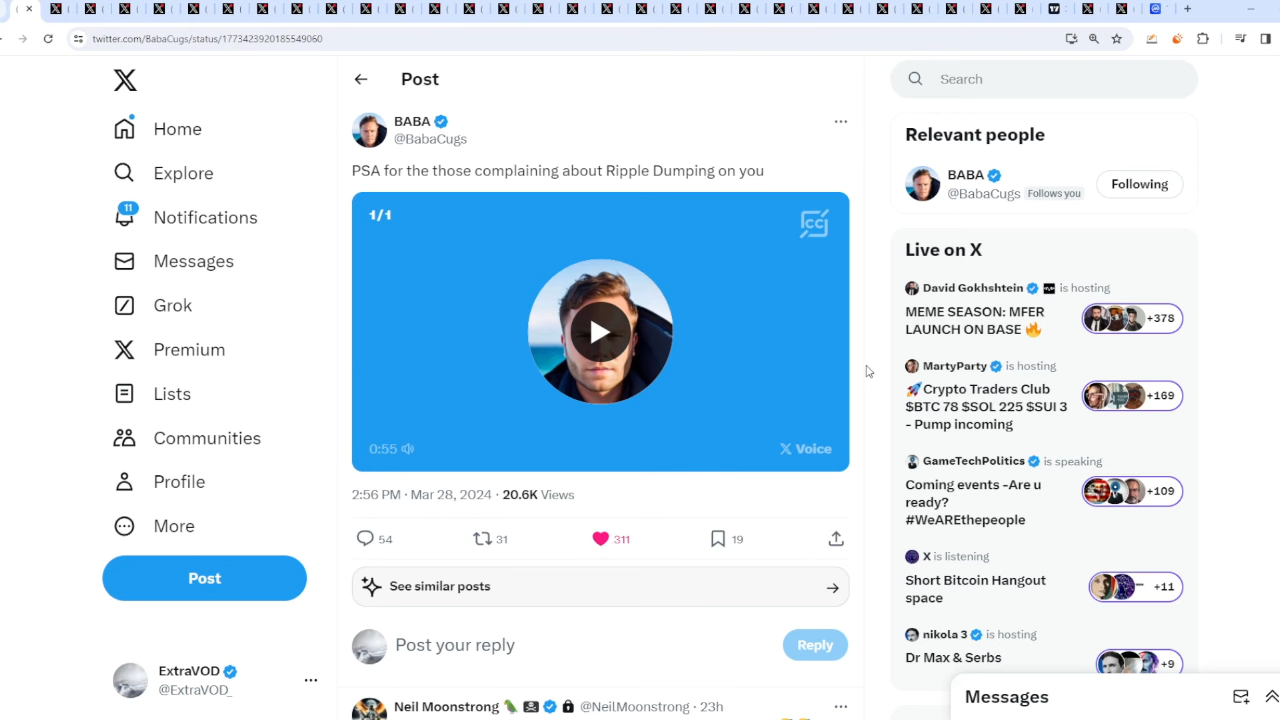 twitter.com/BabaCugs/status/1773423920185549060
Home
Explore
11
Notifications
Messages
Grok
Premium
Lists
Communities
Profile
More
Post
ExtraVOD
@ExtraVOD_
Post
BABA
@BabaCugs
PSA for the those complaining about Ripple Dumping on you
1/1
CC
0:55
X Voice
2:56 PM · Mar 28, 2024 · 20.6K Views
54
31
311
19
See similar posts
Post your reply
Reply
Neil Moonstrong @NeilMoonstrong · 23h
Search
Relevant people
BABA
@BabaCugs Follows you
Following
Live on X
David Gokhshtein is hosting
MEME SEASON: MFER
LAUNCH ON BASE 🔥
+378
MartyParty is hosting
🚀Crypto Traders Club
$BTC 78 $SOL 225 $SUI 3
- Pump incoming
+169
GameTechPolitics is speaking
Coming events -Are u
ready?
#WeAREthepeople
+109
X is listening
Short Bitcoin Hangout
space
+11
nikola 3 is hosting
Dr Max & Serbs
+9
Messages